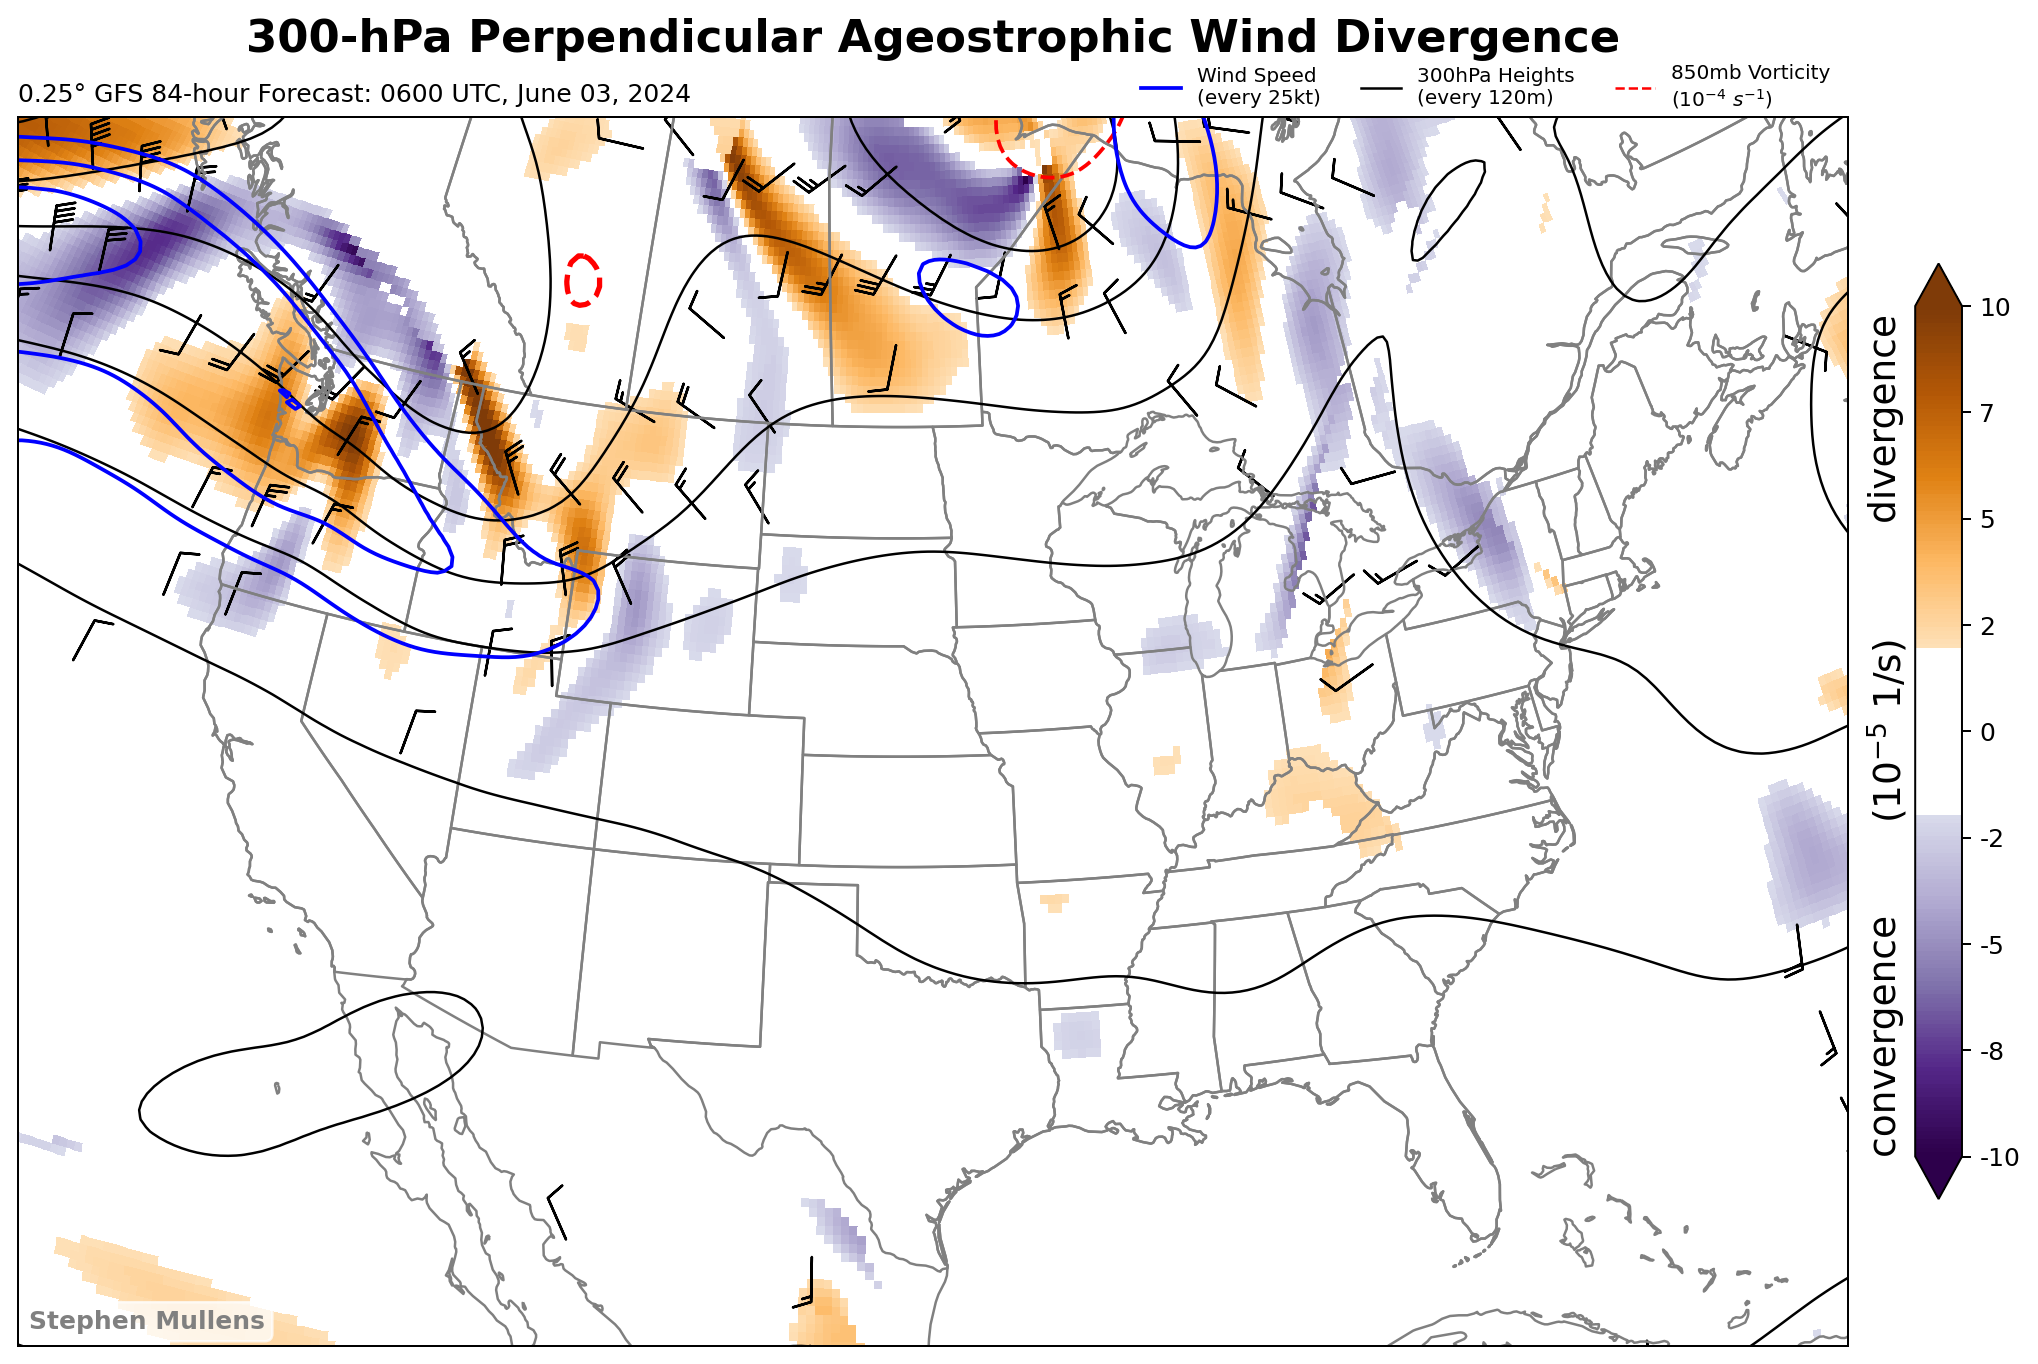 300-hPa Perpendicular Ageostrophic Wind Divergence
0.25° GFS 84-hour Forecast: 0600 UTC, June 03, 2024
Wind Speed
(every 25kt)
300hPa Heights
(every 120m)
850mb Vorticity
(10⁻⁴ s⁻¹)
10
7
5
2
0
-2
-5
-8
-10
convergence (10⁻⁵ 1/s) divergence
Stephen Mullens